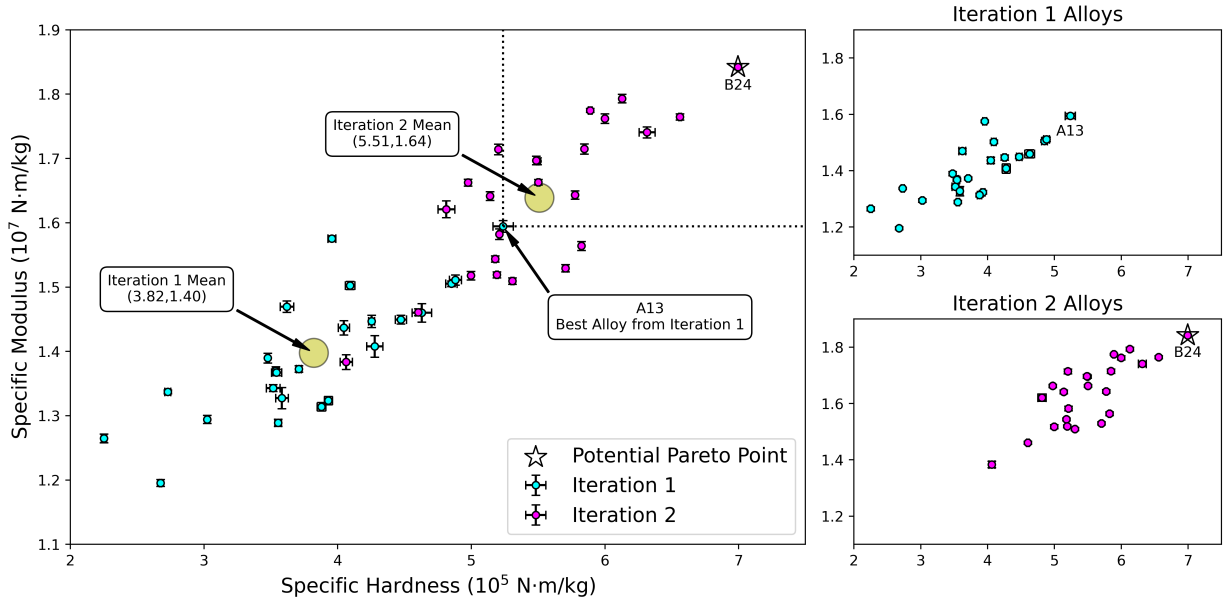 1.9
1.8
1.7
1.6
1.5
1.4
1.3
1.2
1.1
Specific Modulus (10⁷ N·m/kg)
2 3 4 5 6 7
Specific Hardness (10⁵ N·m/kg)
B24
Iteration 2 Mean
(5.51,1.64)
Iteration 1 Mean
(3.82,1.40)
A13
Best Alloy from Iteration 1
Potential Pareto Point
Iteration 1
Iteration 2
Iteration 1 Alloys
1.8
1.6
1.4
1.2
A13
2 3 4 5 6 7
Iteration 2 Alloys
1.8
1.6
1.4
1.2
B24
2 3 4 5 6 7